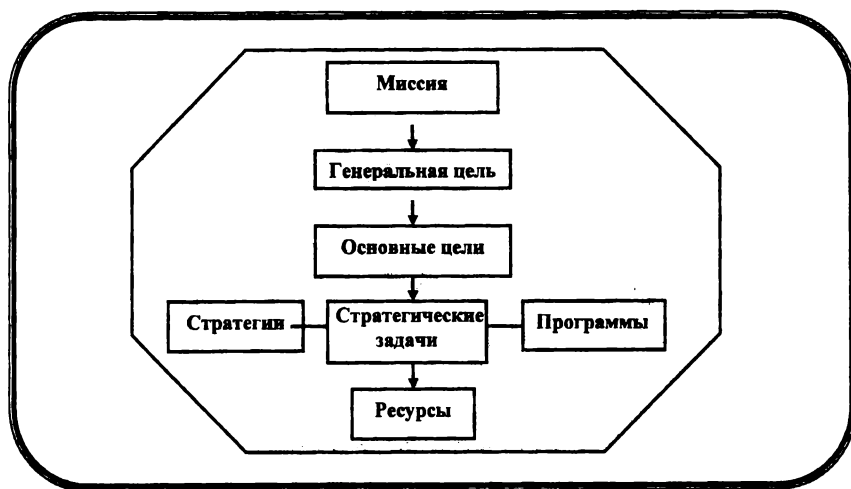 Миссия
Генеральная цель
Основные цели
Стратегии
Стратегические
задачи
Программы
Ресурсы